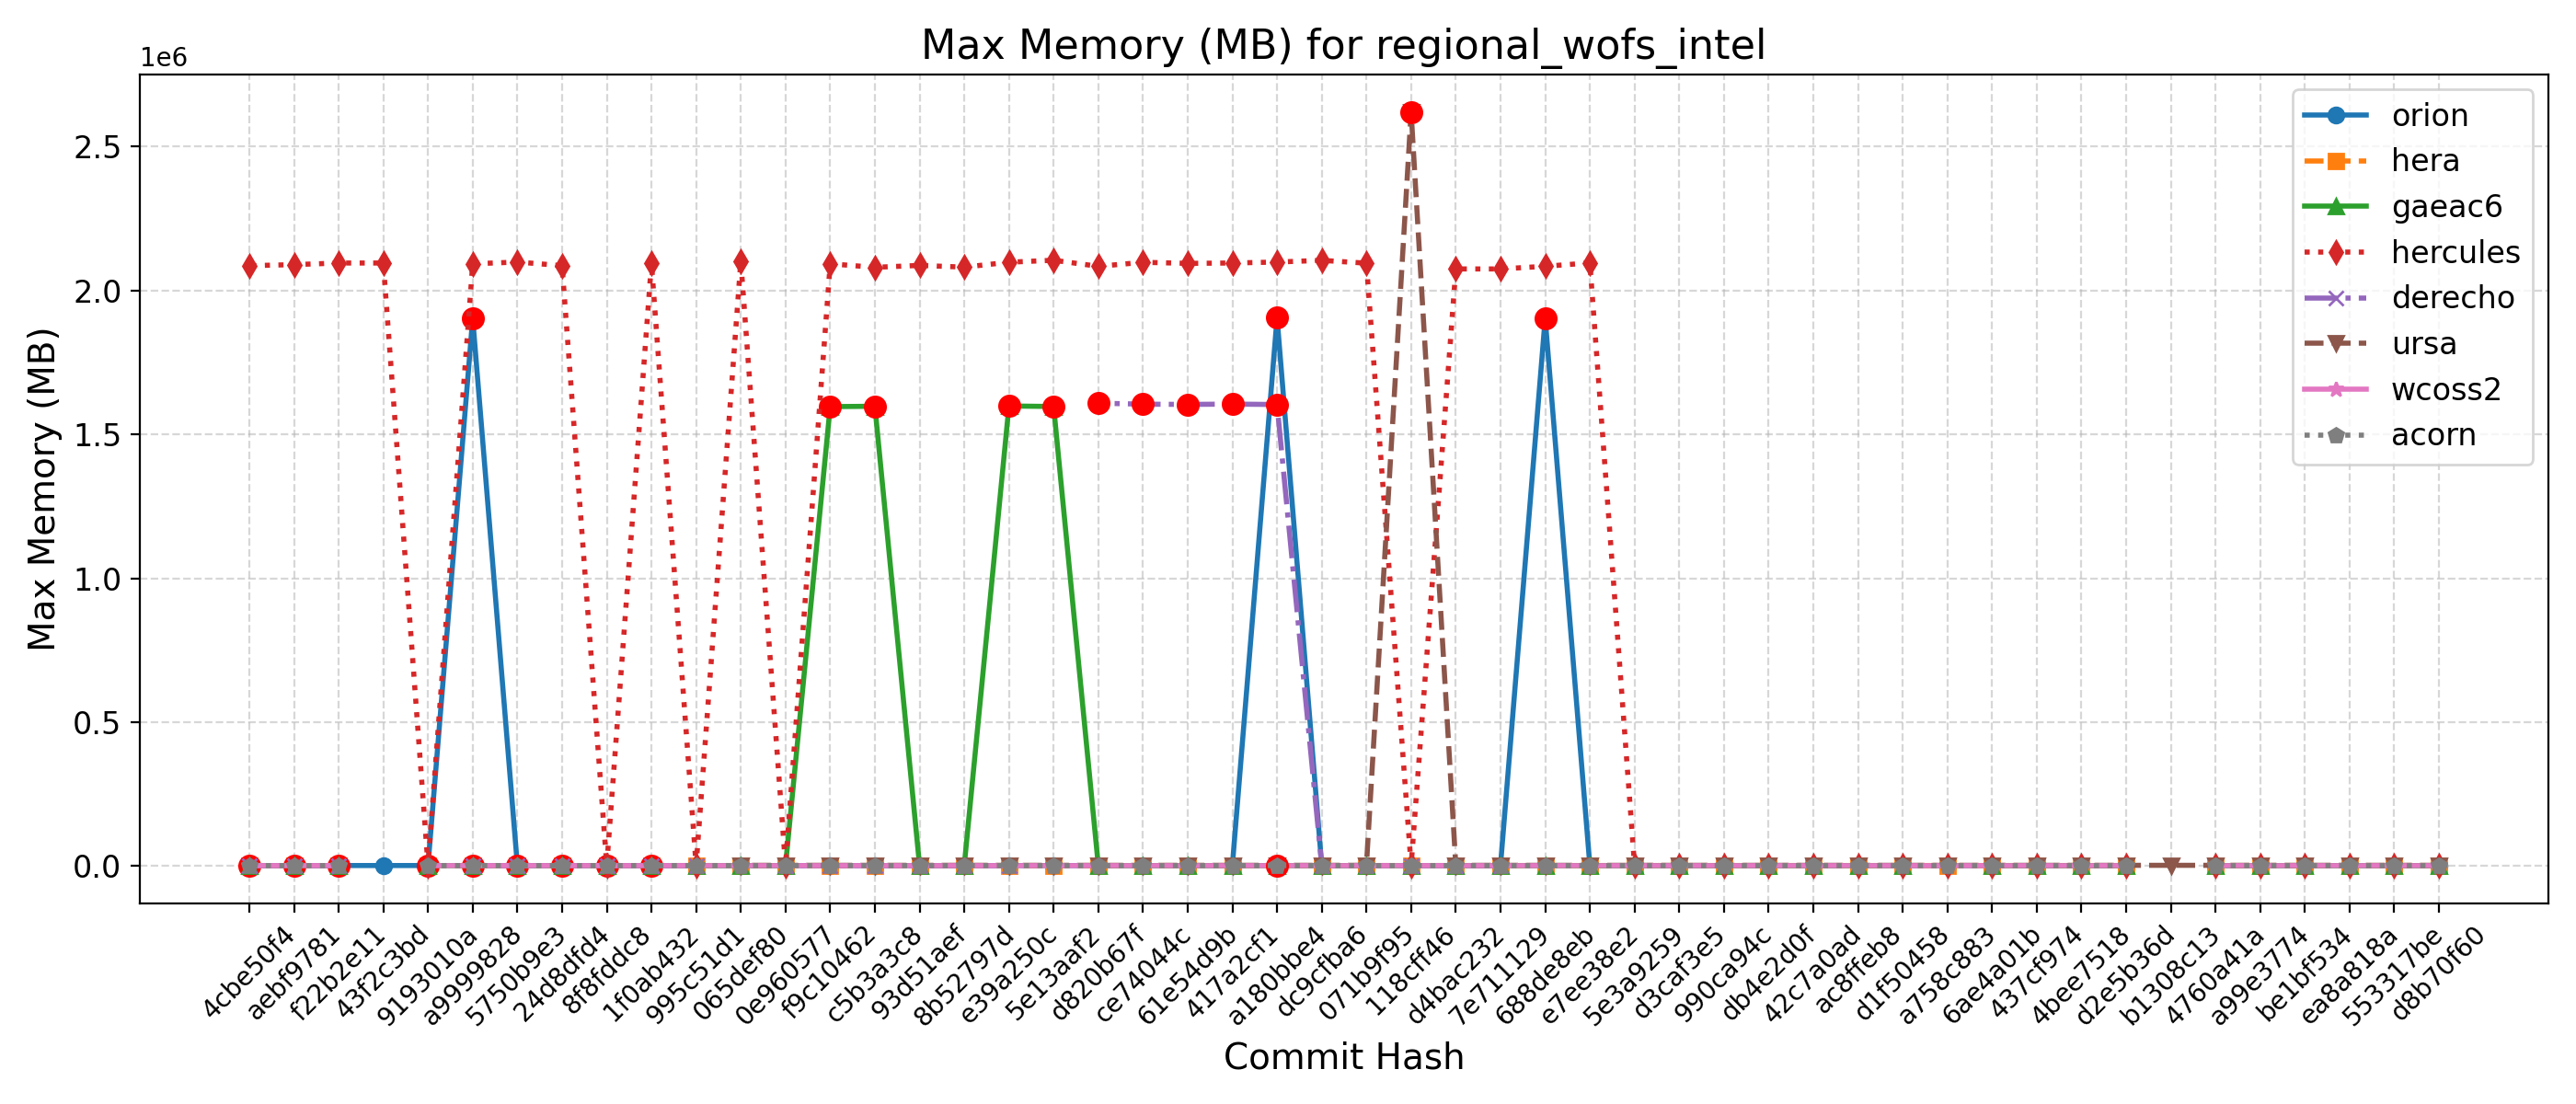 Max Memory (MB) for regional_wofs_intel
1e6
2.5
2.0
1.5
1.0
0.5
0.0
Max Memory (MB)
orion
hera
gaeac6
hercules
derecho
ursa
wcoss2
acorn
4cbe50f4
aebf9781
f22b2e11
43f2c3bd
9193010a
a9999828
5750b9e3
24d8dfd4
8f8fddc8
1f0ab432
995c51d1
065def80
0e960577
f9c10462
c5b3a3c8
93d51aef
8b52797d
e39a250c
5e13aaf2
d820b67f
ce74044c
61e54d9b
417a2cf1
a180bbe4
dc9cfba6
071b9f95
118cff46
d4bac232
7e711129
688de8eb
e7ee38e2
5e3a9259
d3caf3e5
990ca94c
db4e2d0f
42c7a0ad
ac8ffeb8
d1f50458
a758c883
6ae4a01b
437cf974
4bee7518
d2e5b36d
b1308c13
4760a41a
a99e3774
be1bf534
ea8a818a
553317be
d8b70f60
Commit Hash